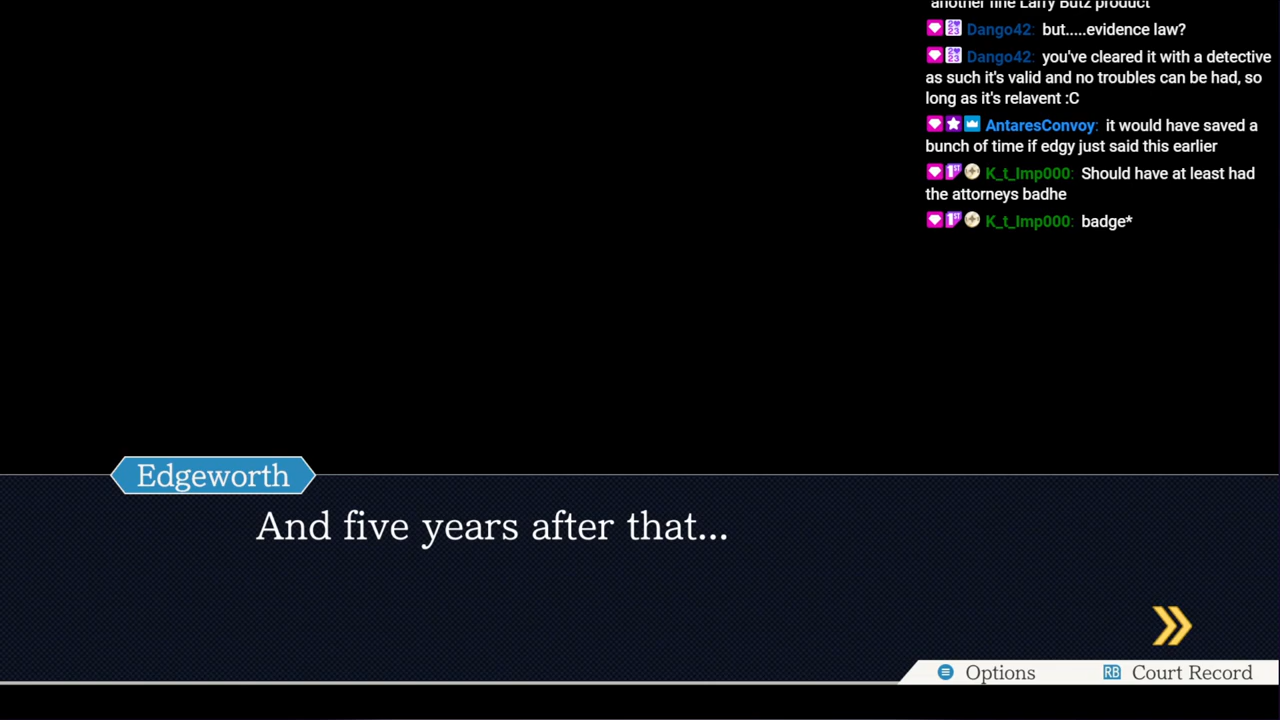 another fine Larry Butz product
Dango42: but.....evidence law?
Dango42: you've cleared it with a detective
as such it's valid and no troubles can be had, so
long as it's relavent :C
AntaresConvoy: it would have saved a
bunch of time if edgy just said this earlier
K_t_Imp000: Should have at least had
the attorneys badhe
K_t_Imp000: badge*
Edgeworth
And five years after that...
Options RB Court Record